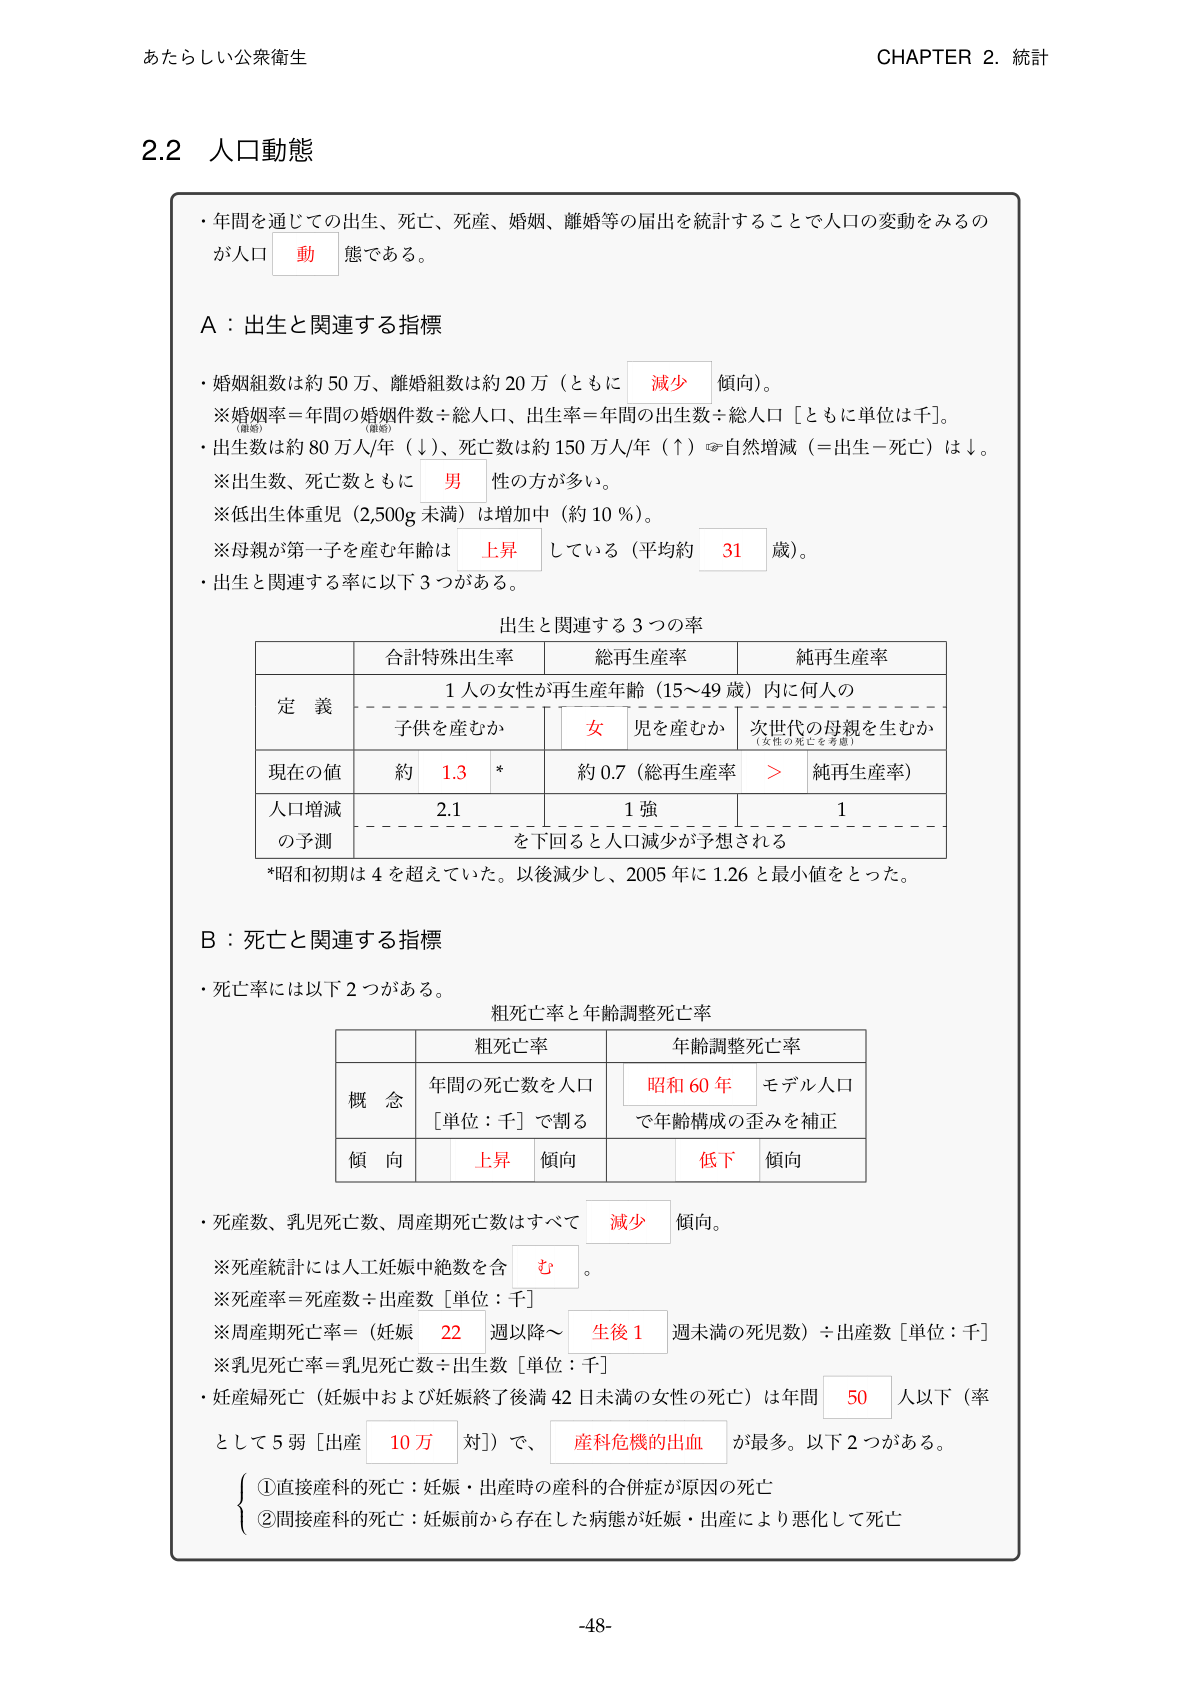 あたらしい公衆衛生
CHAPTER 2. 統計
2.2 人口動態
・年間を通じての出生、死亡、死産、婚姻、離婚等の届出を統計することで人口の変動をみるの
が人口 動 態である。
A：出生と関連する指標
・婚姻組数は約 50 万、離婚組数は約 20 万（ともに 減少 傾向）。
※婚姻率＝年間の婚姻件数÷総人口、出生率＝年間の出生数÷総人口［ともに単位は千］。
（離婚） （離婚）
・出生数は約 80 万人/年（↓）、死亡数は約 150 万人/年（↑）☞自然増減（＝出生－死亡）は↓。
※出生数、死亡数ともに 男 性の方が多い。
※低出生体重児（2,500g 未満）は増加中（約 10 %）。
※母親が第一子を産む年齢は 上昇 している（平均約 31 歳）。
・出生と関連する率に以下 3 つがある。
出生と関連する 3 つの率
合計特殊出生率 総再生産率 純再生産率
定 義 1 人の女性が再生産年齢（15～49 歳）内に何人の
子供を産むか 女 児を産むか 次世代の母親を生むか
（女性の死亡を考慮）
現在の値 約 1.3 * 約 0.7（総再生産率 ＞ 純再生産率）
人口増減 2.1 1 強 1
の予測 を下回ると人口減少が予想される
*昭和初期は 4 を超えていた。以後減少し、2005 年に 1.26 と最小値をとった。
B：死亡と関連する指標
・死亡率には以下 2 つがある。
粗死亡率と年齢調整死亡率
粗死亡率 年齢調整死亡率
概 念 年間の死亡数を人口 昭和 60 年 モデル人口
［単位：千］で割る で年齢構成の歪みを補正
傾 向 上昇 傾向 低下 傾向
・死産数、乳児死亡数、周産期死亡数はすべて 減少 傾向。
※死産統計には人工妊娠中絶数を含 む 。
※死産率＝死産数÷出産数［単位：千］
※周産期死亡率＝（妊娠 22 週以降～ 生後 1 週未満の死児数）÷出産数［単位：千］
※乳児死亡率＝乳児死亡数÷出生数［単位：千］
・妊産婦死亡（妊娠中および妊娠終了後満 42 日未満の女性の死亡）は年間 50 人以下（率
として 5 弱［出産 10 万 対］）で、 産科危機的出血 が最多。以下 2 つがある。
①直接産科的死亡：妊娠・出産時の産科的合併症が原因の死亡
②間接産科的死亡：妊娠前から存在した病態が妊娠・出産により悪化して死亡
-48-